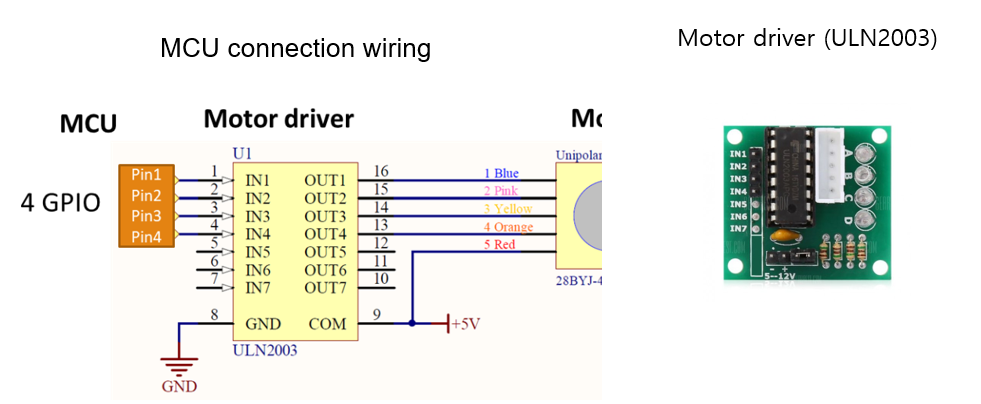 MCU connection wiring
Motor driver (ULN2003)
MCU
Motor driver
Mo
U1
Unipolar
4 GPIO
Pin1
Pin2
Pin3
Pin4
1 IN1 OUT1 16 1 Blue
2 IN2 OUT2 15 2 Pink
3 IN3 OUT3 14 3 Yellow
4 IN4 OUT4 13 4 Orange
5 IN5 OUT5 12 5 Red
6 IN6 OUT6 11
7 IN7 OUT7 10
28BYJ-4
8 GND COM 9 +5V
ULN2003
GND
IN1
IN2
IN3
IN4
IN5
IN6
IN7
A
B
C
D
- +
5--12V